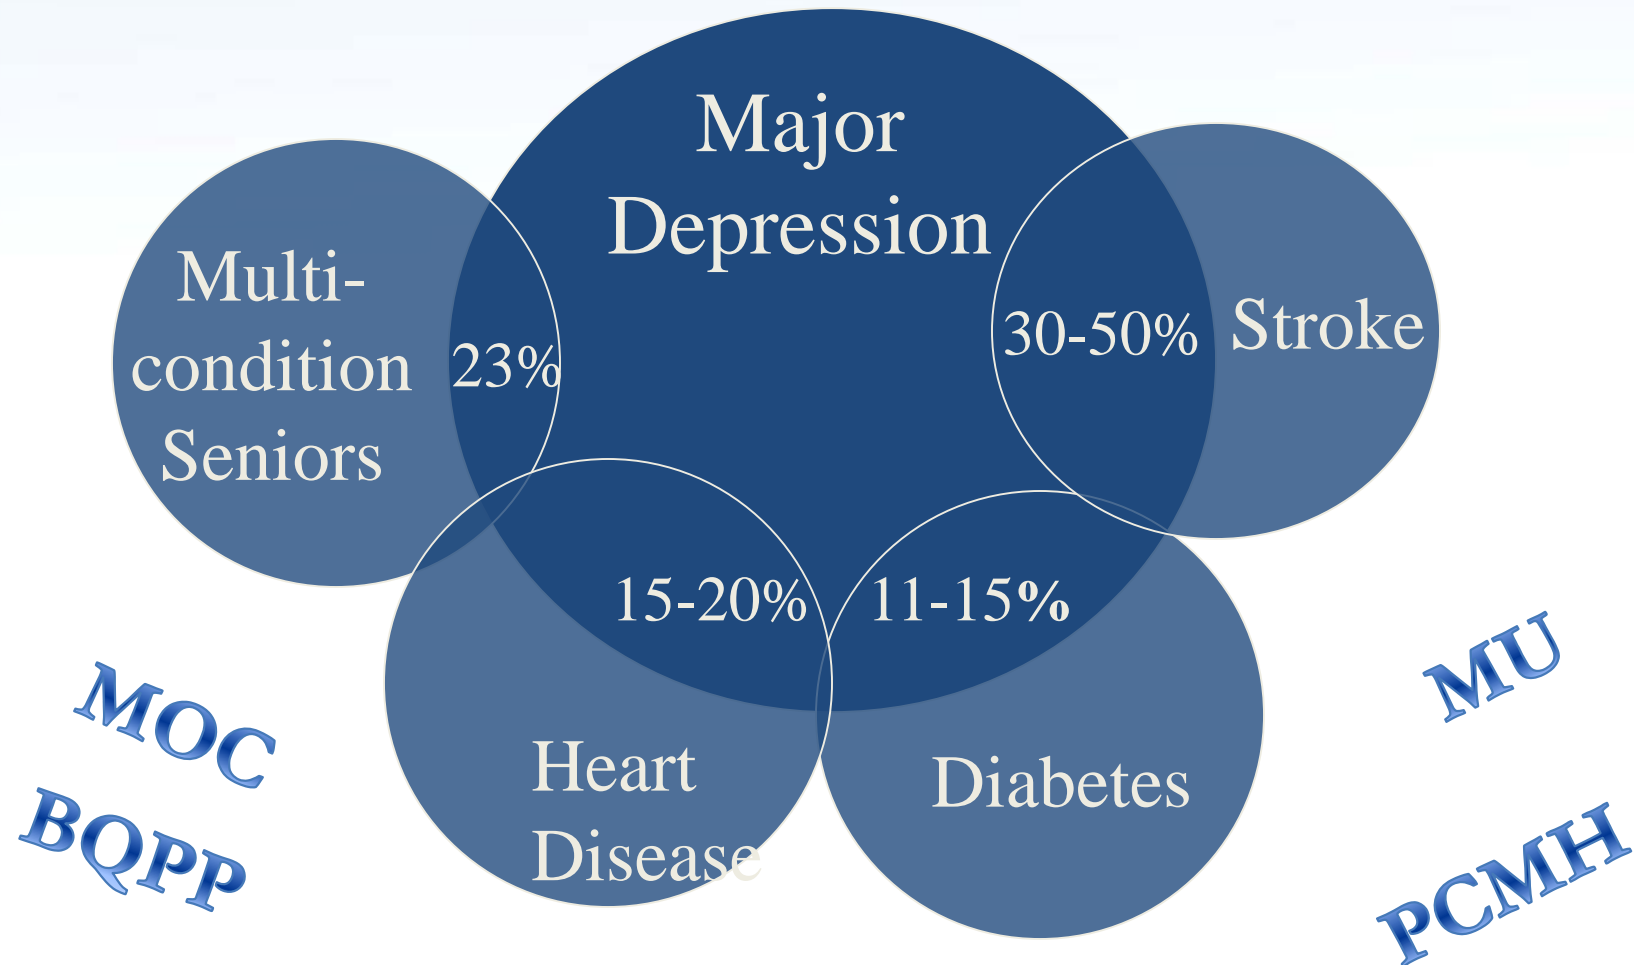 Major
Depression
Multi-
condition
Seniors
23%
30-50%
Stroke
15-20%
11-15%
Heart
Disease
Diabetes
MOC
BQPP
MU
PCMH